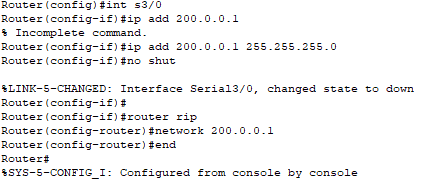 Router(config)#int s3/0
Router(config-if)#ip add 200.0.0.1
% Incomplete command.
Router(config-if)#ip add 200.0.0.1 255.255.255.0
Router(config-if)#no shut
%LINK-5-CHANGED: Interface Serial3/0, changed state to down
Router(config-if)#
Router(config-if)#router rip
Router(config-router)#network 200.0.0.1
Router(config-router)#end
Router#
%SYS-5-CONFIG_I: Configured from console by console